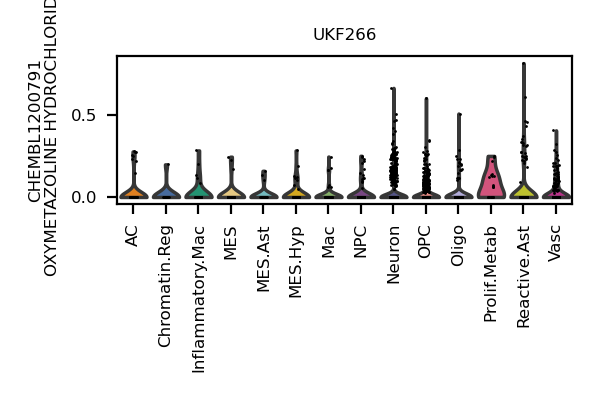 UKF266
CHEMBL1200791
OXYMETAZOLINE HYDROCHLORID
0.5
0.0
AC
Chromatin.Reg
Inflammatory.Mac
MES
MES.Ast
MES.Hyp
Mac
NPC
Neuron
OPC
Oligo
Prolif.Metab
Reactive.Ast
Vasc